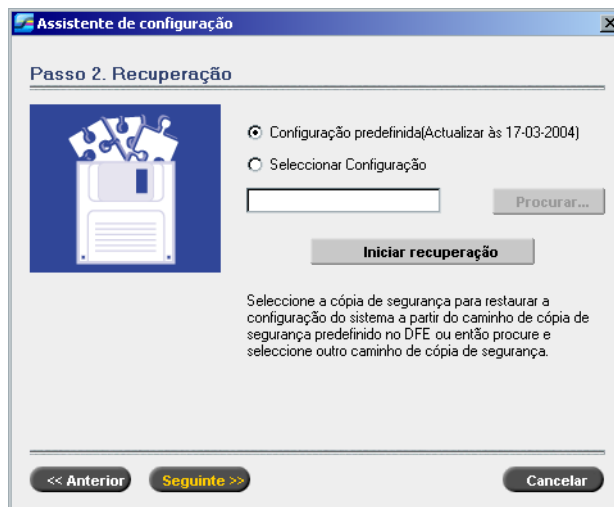 Assistente de configuração
Passo 2. Recuperação
Configuração predefinida(Actualizar às 17-03-2004)
Seleccionar Configuração
Procurar...
Iniciar recuperação
Seleccione a cópia de segurança para restaurar a
configuração do sistema a partir do caminho de cópia de
segurança predefinido no DFE ou então procure e
seleccione outro caminho de cópia de segurança.
<< Anterior
Seguinte >>
Cancelar